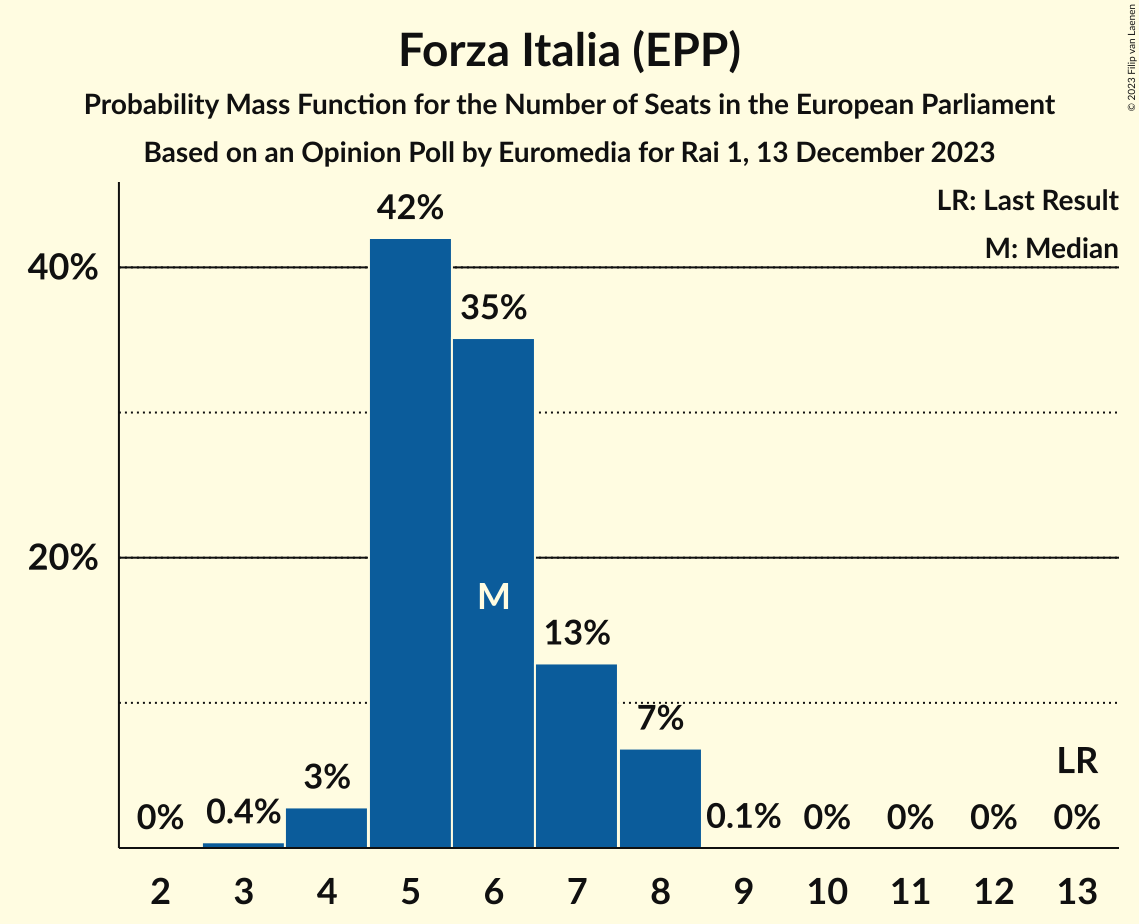 Forza Italia (EPP)
Probability Mass Function for the Number of Seats in the European Parliament
Based on an Opinion Poll by Euromedia for Rai 1, 13 December 2023
© 2023 Filip van Laenen
LR: Last Result
M: Median
40%
20%
0% 0.4% 3% 42% 35% 13% 7% 0.1% 0% 0% 0% 0%
M
LR
2 3 4 5 6 7 8 9 10 11 12 13